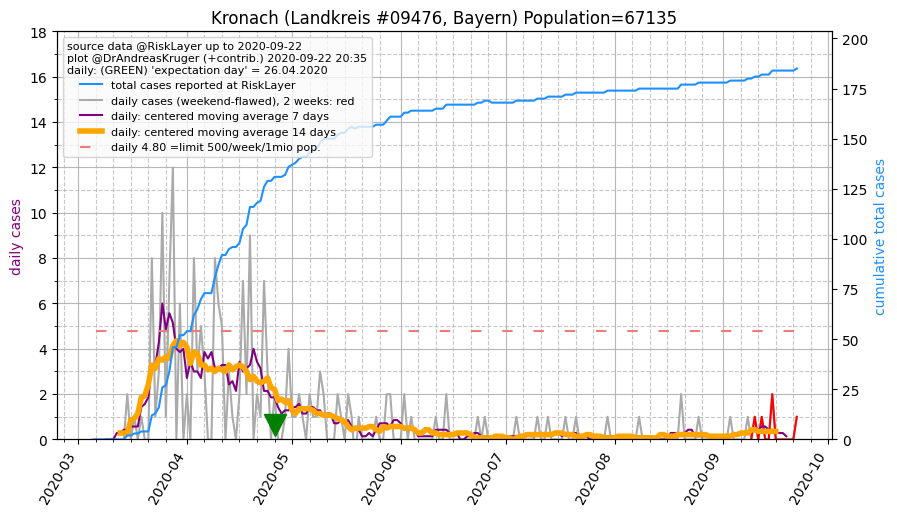 Kronach (Landkreis #09476, Bayern) Population=67135
source data @RiskLayer up to 2020-09-22
plot @DrAndreasKruger (+contrib.) 2020-09-22 20:35
daily: (GREEN) 'expectation day' = 26.04.2020
total cases reported at RiskLayer
daily cases (weekend-flawed), 2 weeks: red
daily: centered moving average 7 days
daily: centered moving average 14 days
daily 4.80 =limit 500/week/1mio pop.
daily cases
18
16
14
12
10
8
6
4
2
0
cumulative total cases
200
175
150
125
100
75
50
25
0
2020-03
2020-04
2020-05
2020-06
2020-07
2020-08
2020-09
2020-10